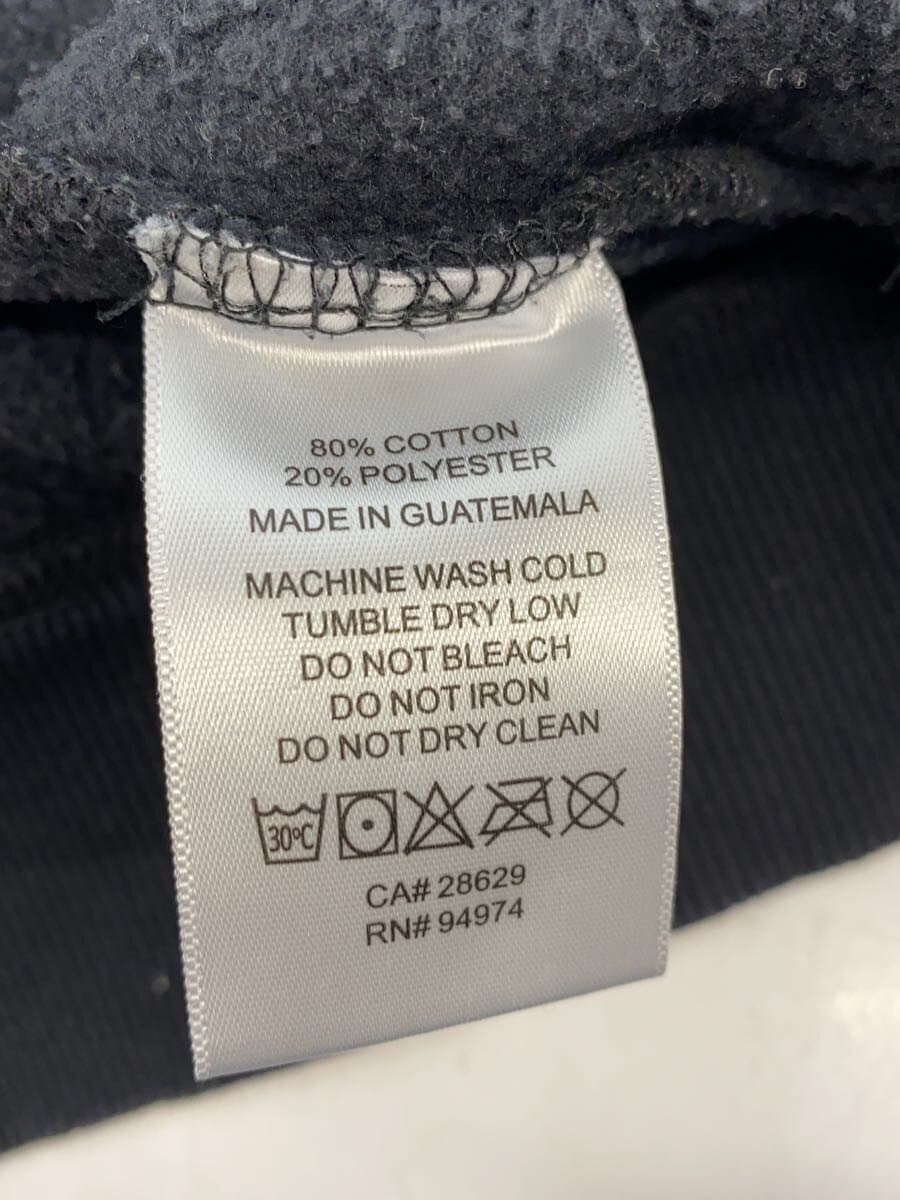 80% COTTON
20% POLYESTER
MADE IN GUATEMALA
MACHINE WASH COLD
TUMBLE DRY LOW
DO NOT BLEACH
DO NOT IRON
DO NOT DRY CLEAN
30°C
CA# 28629
RN# 94974